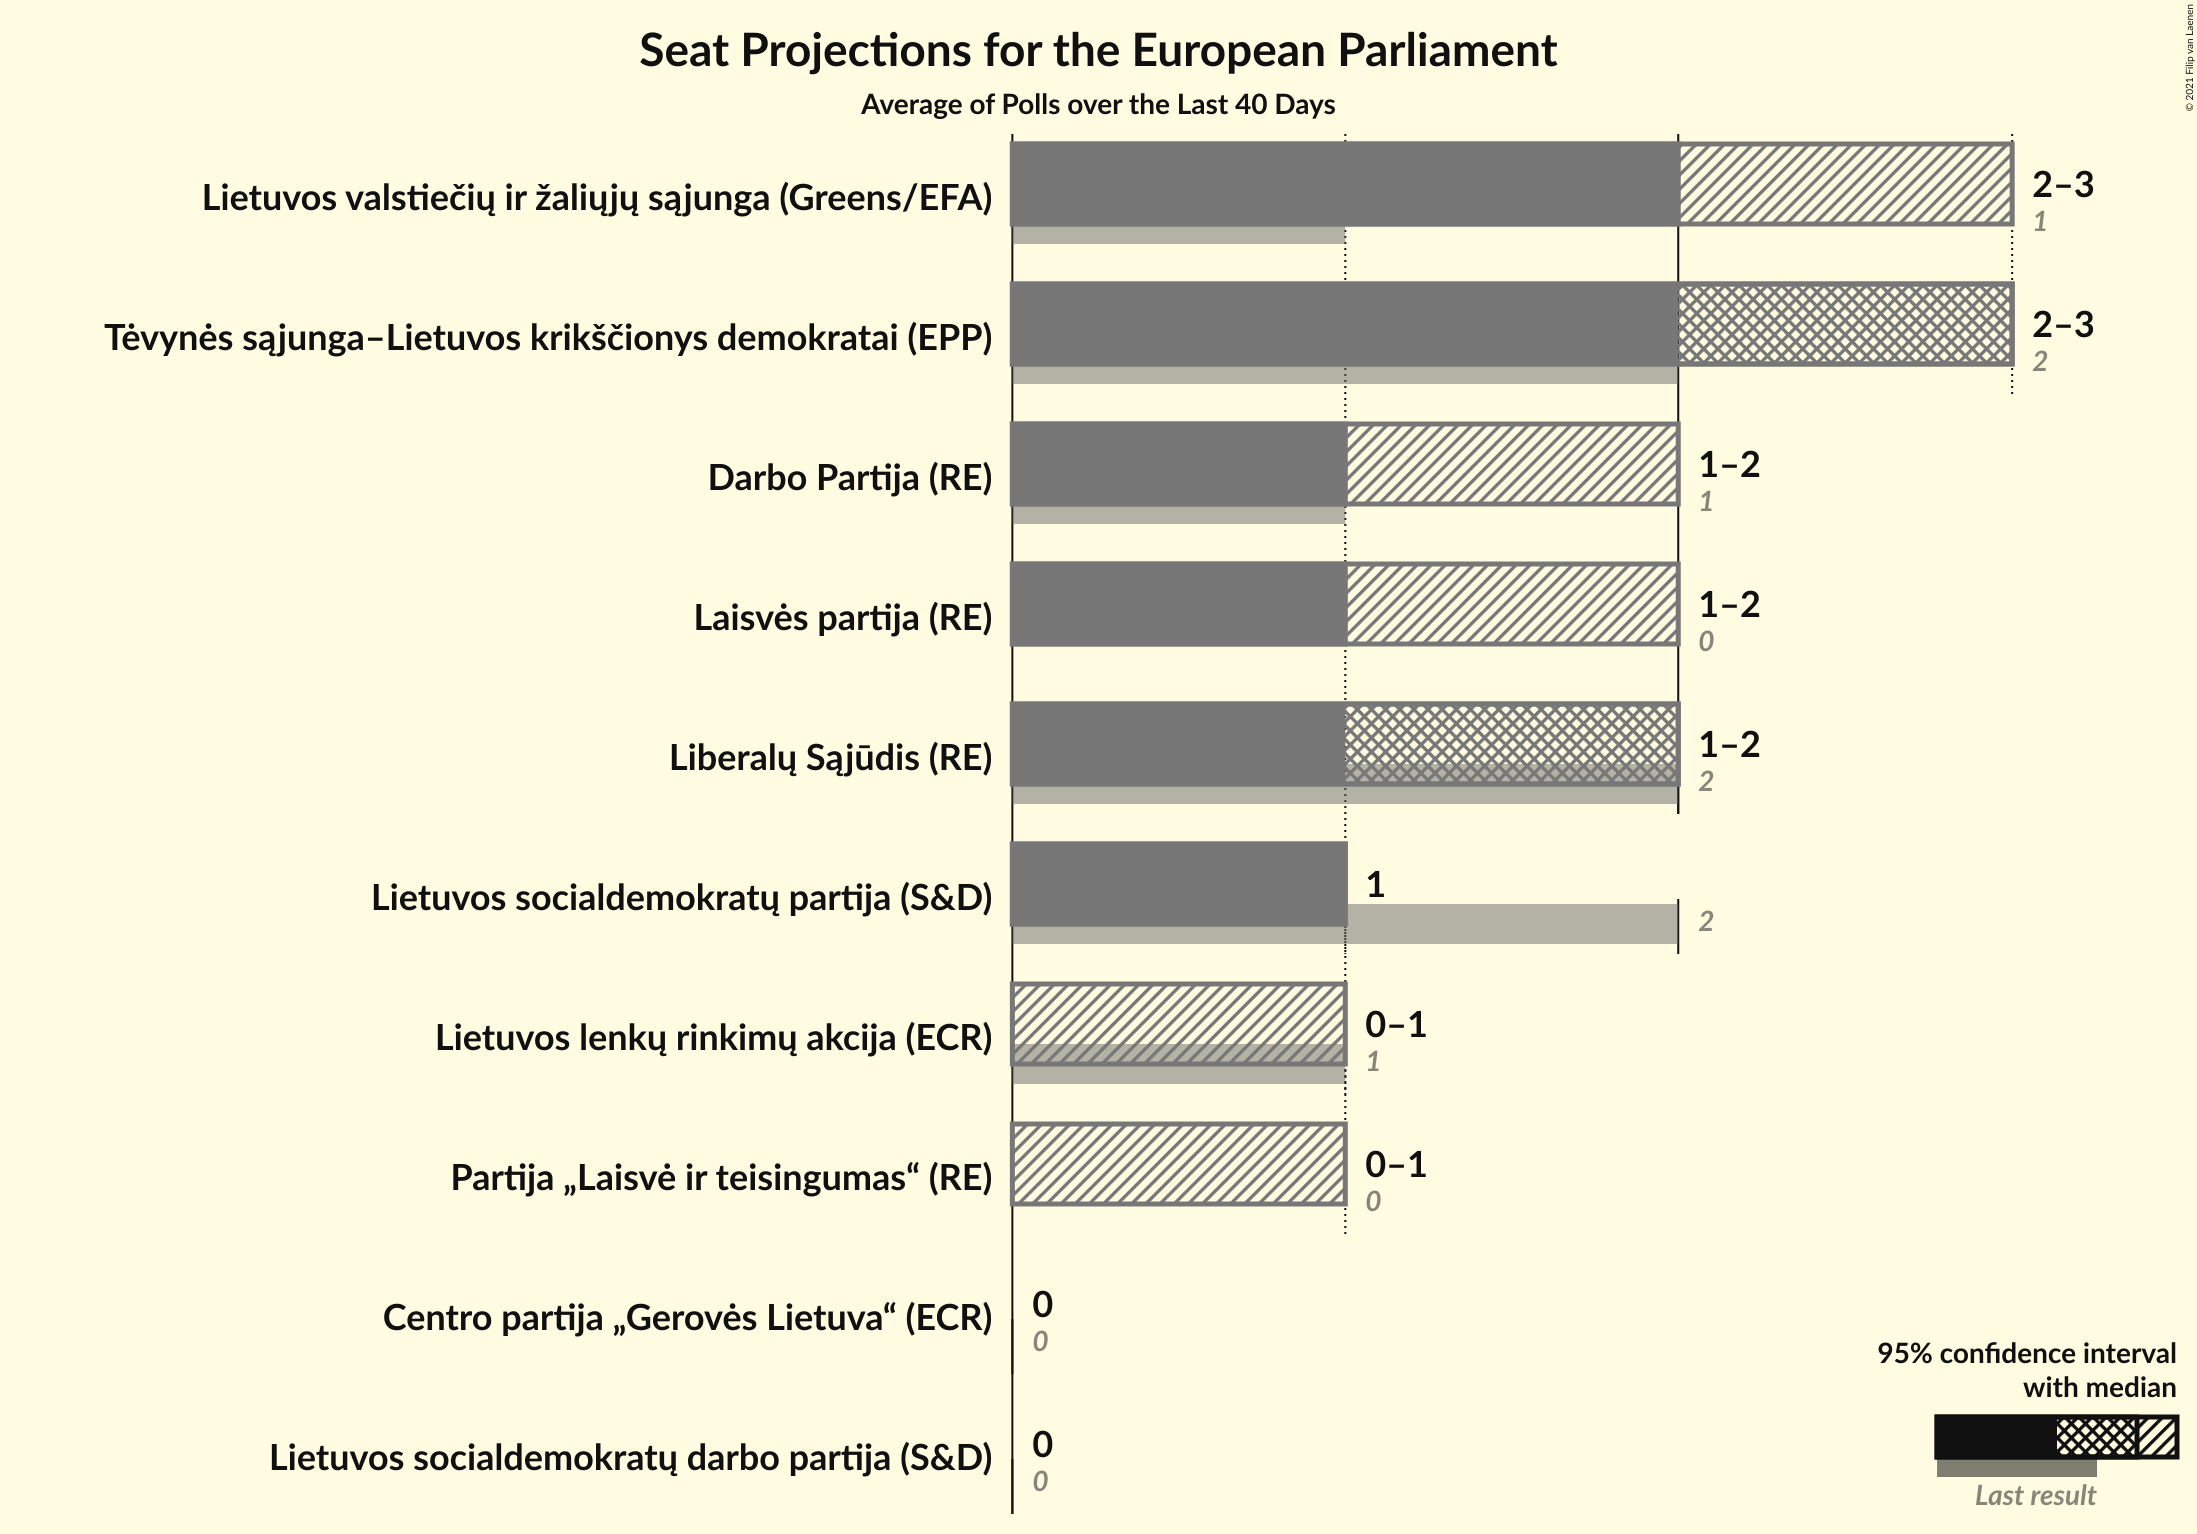 Seat Projections for the European Parliament
Average of Polls over the Last 40 Days
© 2021 Filip van Laenen
Lietuvos valstiečių ir žaliųjų sąjunga (Greens/EFA)
2–3
1
Tėvynės sąjunga–Lietuvos krikščionys demokratai (EPP)
2–3
2
Darbo Partija (RE)
1–2
1
Laisvės partija (RE)
1–2
0
Liberalų Sąjūdis (RE)
1–2
2
Lietuvos socialdemokratų partija (S&D)
1
2
Lietuvos lenkų rinkimų akcija (ECR)
0–1
1
Partija „Laisvė ir teisingumas“ (RE)
0–1
0
Centro partija „Gerovės Lietuva“ (ECR)
0
0
Lietuvos socialdemokratų darbo partija (S&D)
0
0
95% confidence interval
with median
Last result